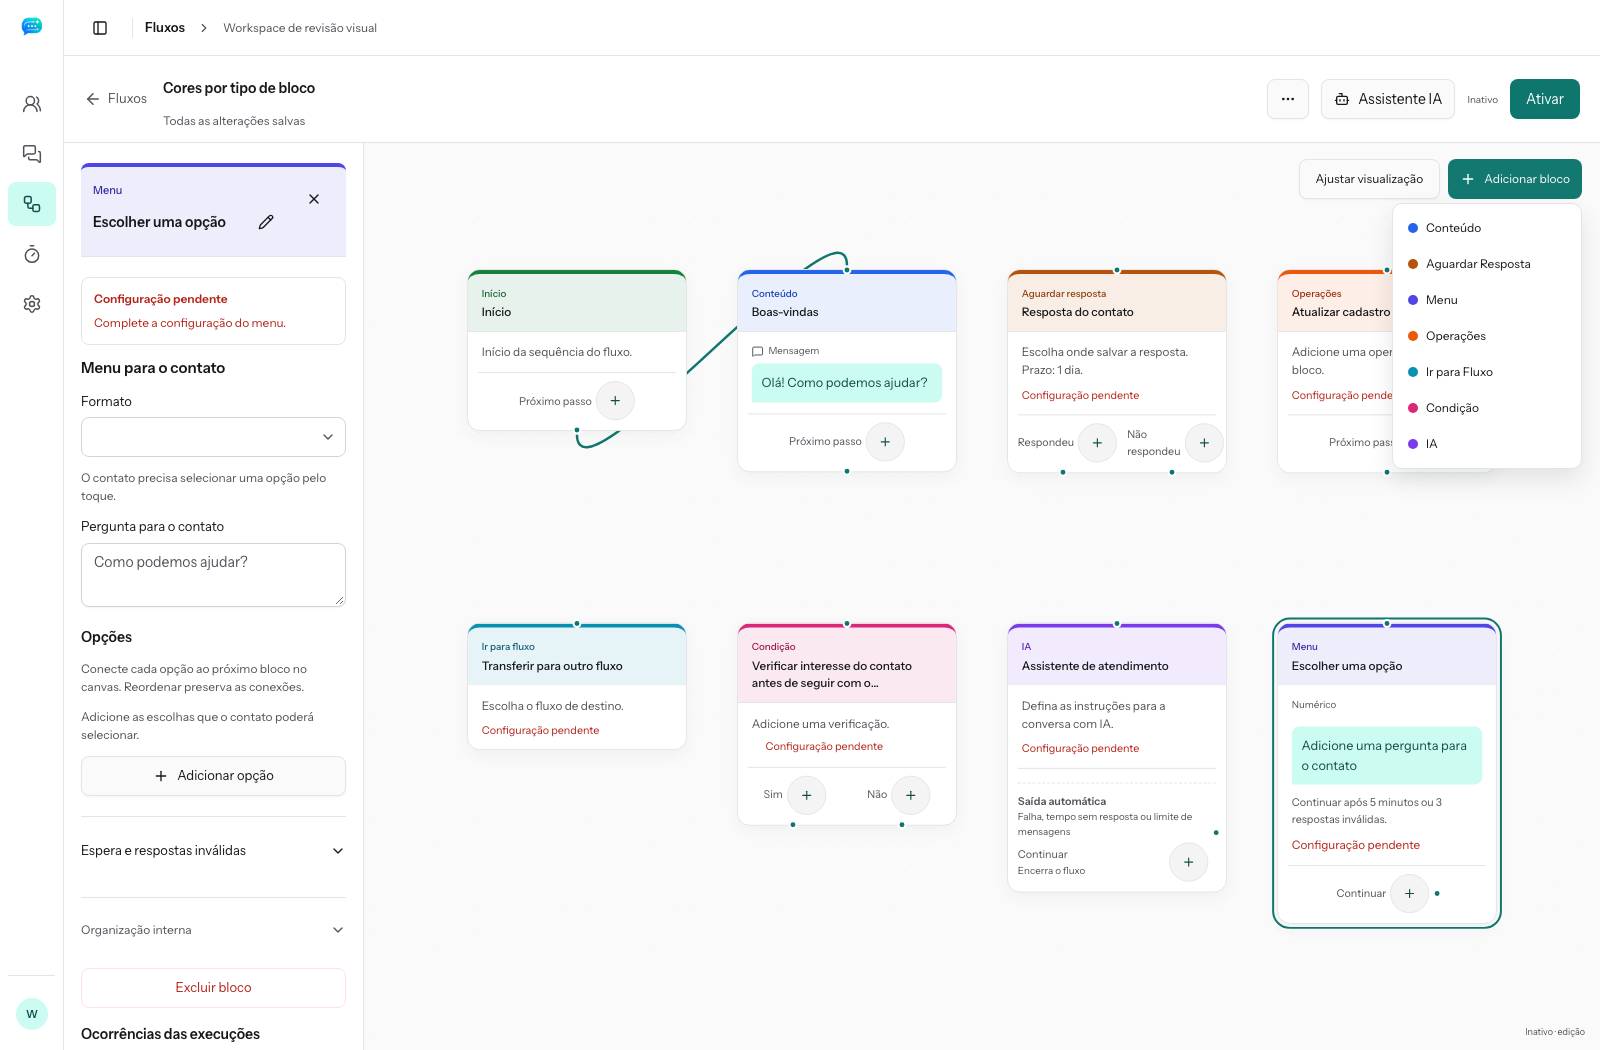 Fluxos
Workspace de revisão visual
Fluxos
Cores por tipo de bloco
Todas as alterações salvas
Assistente IA
Inativo
Ativar
Menu
Escolher uma opção
Configuração pendente
Complete a configuração do menu.
Menu para o contato
Formato
O contato precisa selecionar uma opção pelo
toque.
Pergunta para o contato
Como podemos ajudar?
Opções
Conecte cada opção ao próximo bloco no
canvas. Reordenar preserva as conexões.
Adicione as escolhas que o contato poderá
selecionar.
Adicionar opção
Espera e respostas inválidas
Organização interna
Excluir bloco
Ocorrências das execuções
W
Ajustar visualização
Adicionar bloco
Conteúdo
Aguardar Resposta
Menu
Operações
Ir para Fluxo
Condição
IA
Início
Início
Início da sequência do fluxo.
Próximo passo
Conteúdo
Boas-vindas
Mensagem
Olá! Como podemos ajudar?
Próximo passo
Aguardar resposta
Resposta do contato
Escolha onde salvar a resposta.
Prazo: 1 dia.
Configuração pendente
Respondeu
Não
respondeu
Operações
Atualizar cadastro
Adicione uma
bloco.
Configuração
Próximo
Ir para fluxo
Transferir para outro fluxo
Escolha o fluxo de destino.
Configuração pendente
Condição
Verificar interesse do contato
antes de seguir com o...
Adicione uma verificação.
Configuração pendente
Sim
Não
IA
Assistente de atendimento
Defina as instruções para a
conversa com IA.
Configuração pendente
Saída automática
Falha, tempo sem resposta ou limite de
mensagens
Continuar
Encerra o fluxo
Menu
Escolher uma opção
Numérico
Adicione uma pergunta para
o contato
Continuar após 5 minutos ou 3
respostas inválidas.
Configuração pendente
Continuar
Inativo · edição